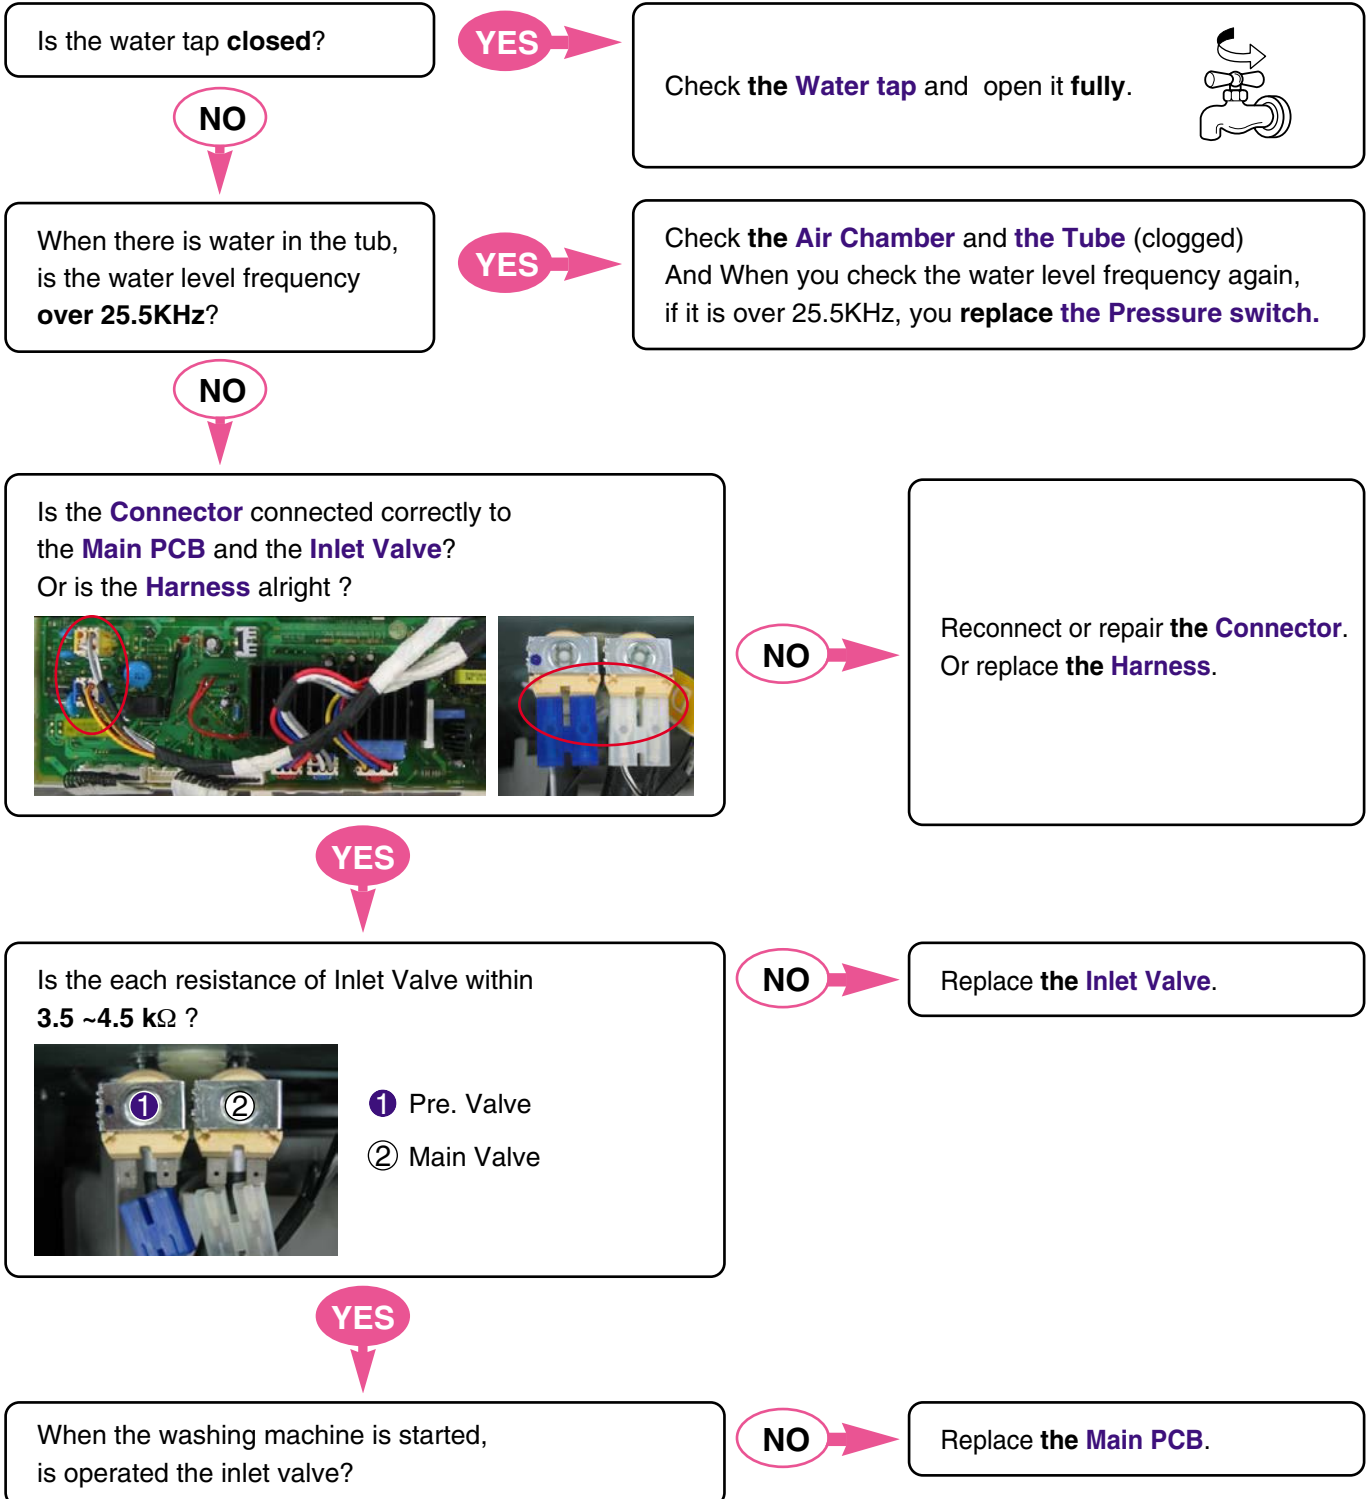 Is the water tap closed?
YES
Check the Water tap and open it fully.
NO
When there is water in the tub,
is the water level frequency
over 25.5KHz?
YES
Check the Air Chamber and the Tube (clogged)
And When you check the water level frequency again,
if it is over 25.5KHz, you replace the Pressure switch.
NO
Is the Connector connected correctly to
the Main PCB and the Inlet Valve?
Or is the Harness alright ?
NO
Reconnect or repair the Connector.
Or replace the Harness.
YES
Is the each resistance of Inlet Valve within
3.5 ~4.5 kΩ ?
1
2
1 Pre. Valve
2 Main Valve
NO
Replace the Inlet Valve.
YES
When the washing machine is started,
is operated the inlet valve?
NO
Replace the Main PCB.